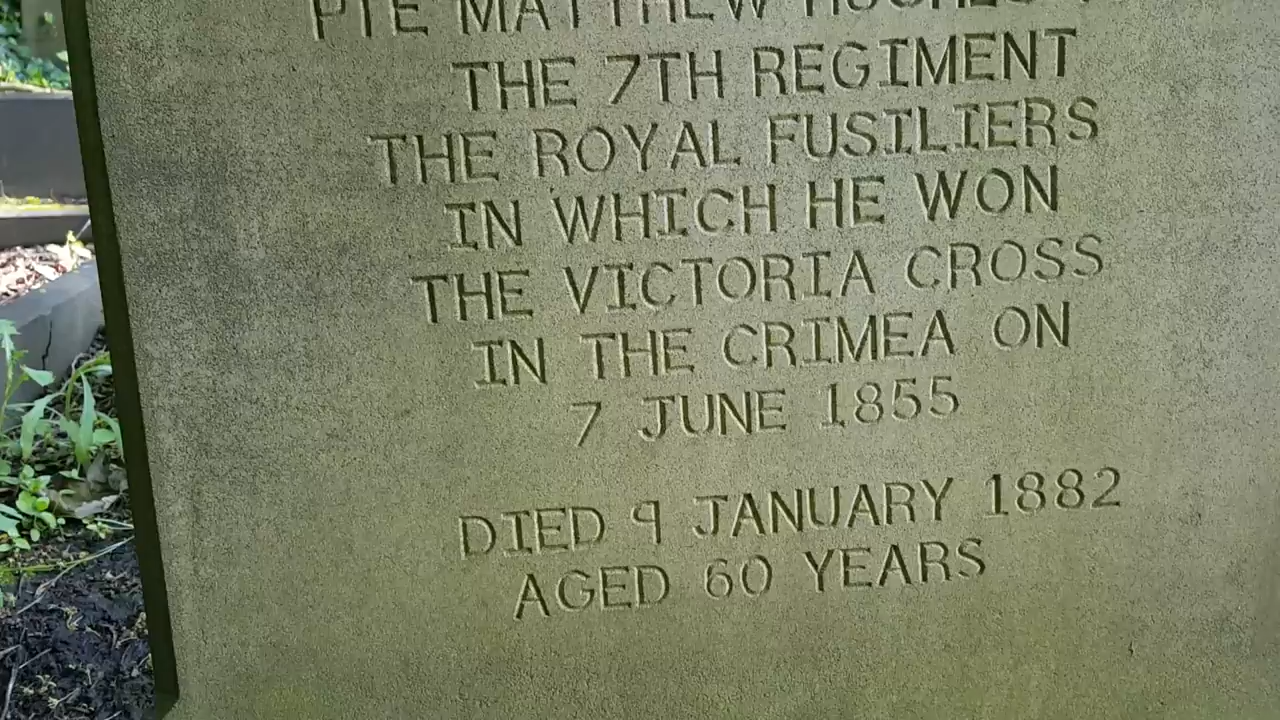 PTE MATTHEW HUGHES
THE 7TH REGIMENT
THE ROYAL FUSILIERS
IN WHICH HE WON
THE VICTORIA CROSS
IN THE CRIMEA ON
7 JUNE 1855
DIED 9 JANUARY 1882
AGED 60 YEARS